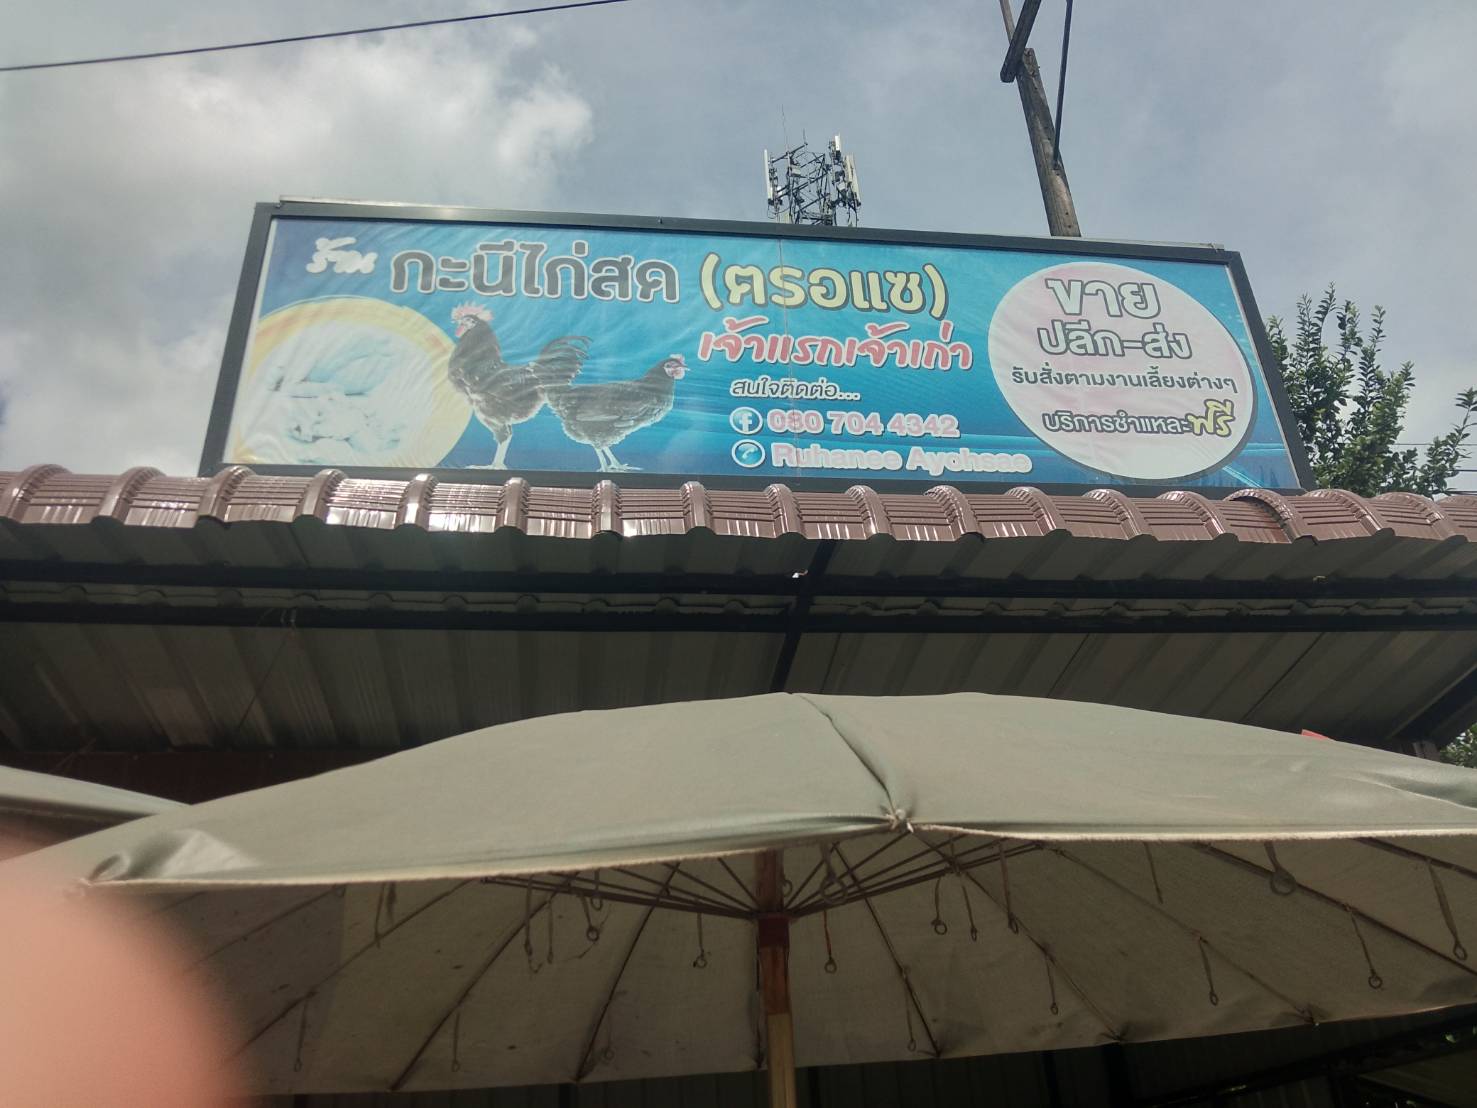 ร้าน กะนีไก่สด (ตรอแซ)
เจ้าแรกเจ้าเก่า
สนใจติดต่อ...
080 704 4342
Ruhanee Ayohsae
ขาย
ปลีก-ส่ง
รับสั่งตามงานเลี้ยงต่างๆ
บริการชำแหละฟรี